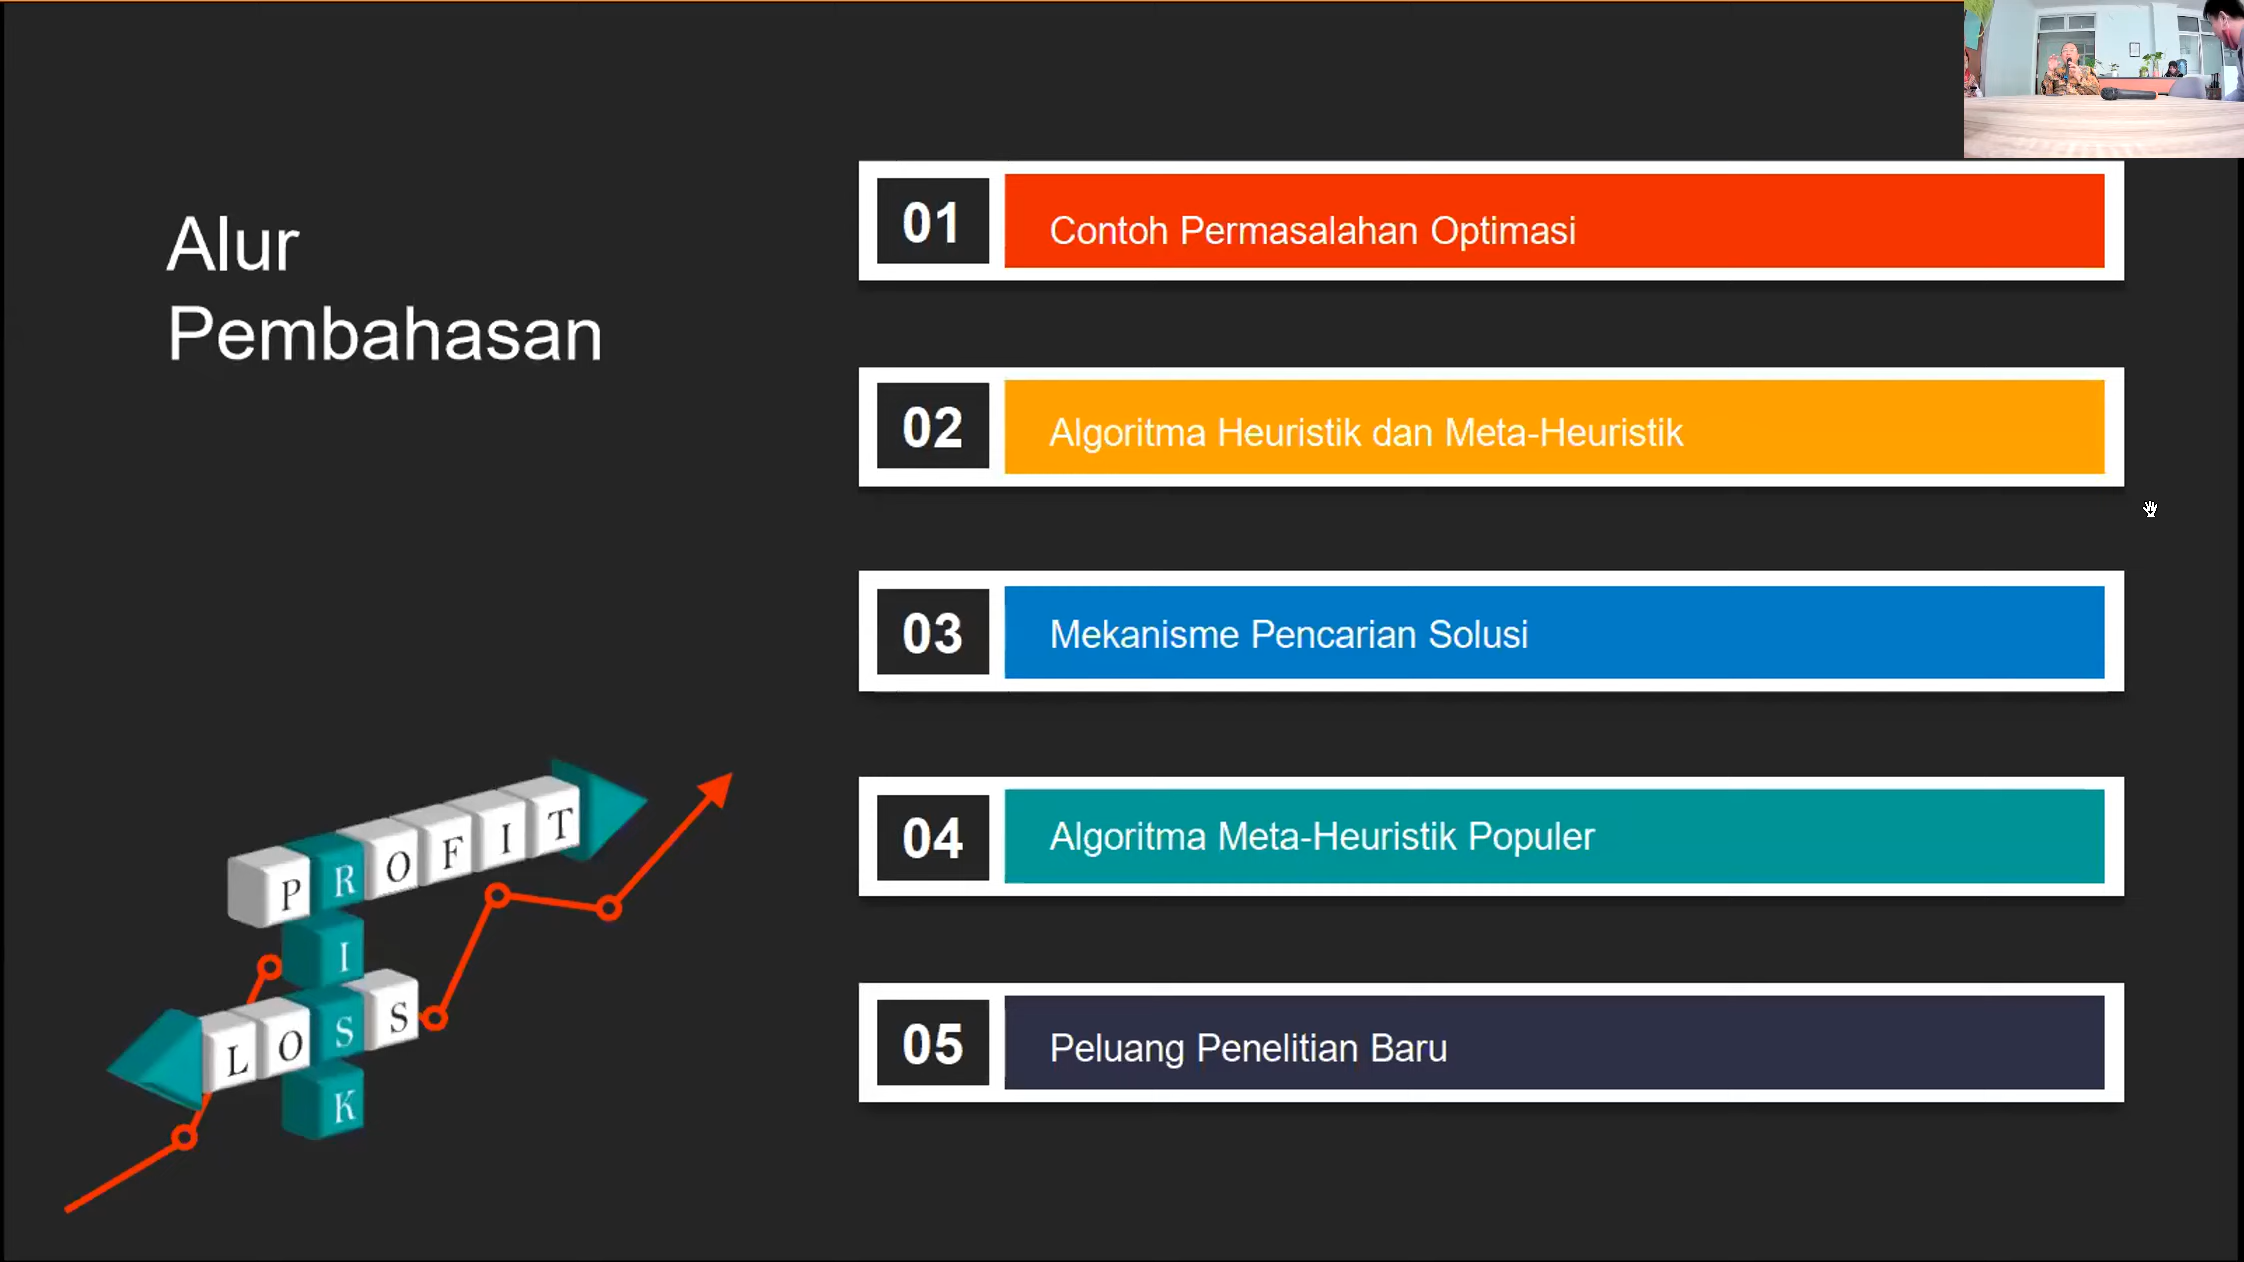 Alur
Pembahasan
01
Contoh Permasalahan Optimasi
02
Algoritma Heuristik dan Meta-Heuristik
03
Mekanisme Pencarian Solusi
04
Algoritma Meta-Heuristik Populer
05
Peluang Penelitian Baru
PROFIT
LOSS
RISK